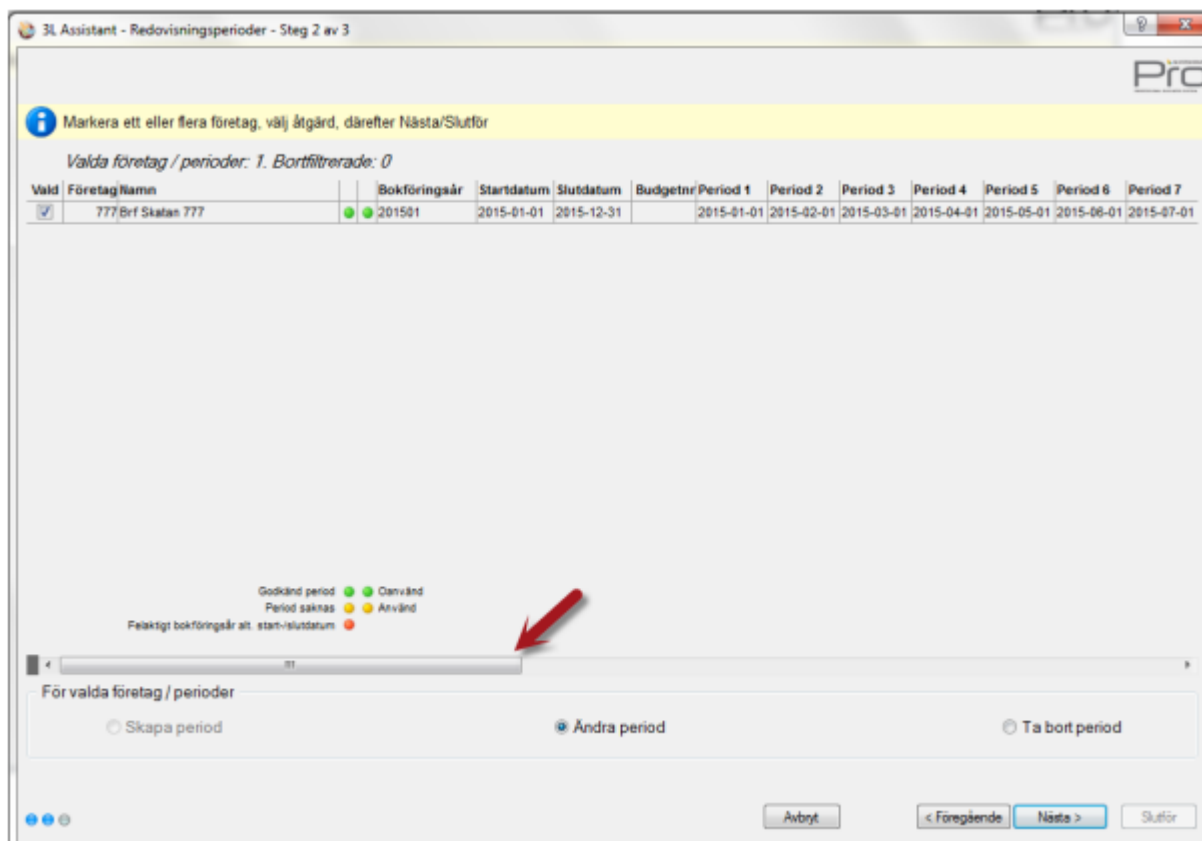 3L Assistant - Redovisningsperioder - Steg 2 av 3
Pro
Markera ett eller flera företag, välj åtgärd, därefter Nästa/Slutför
Valda företag / perioder: 1. Bortfiltrerade: 0
Vald Företag Namn Bokföringsår Startdatum Slutdatum Budgetnr Period 1 Period 2 Period 3 Period 4 Period 5 Period 6 Period 7
777 Brf Skatan 777 201501 2015-01-01 2015-12-31 2015-01-01 2015-02-01 2015-03-01 2015-04-01 2015-05-01 2015-06-01 2015-07-01
Godkänd period Oanvänd
Period saknas Använd
Felaktigt bokföringsår alt. start-/slutdatum
För valda företag / perioder
Skapa period Ändra period Ta bort period
Avbryt < Föregående Nästa > Slutför